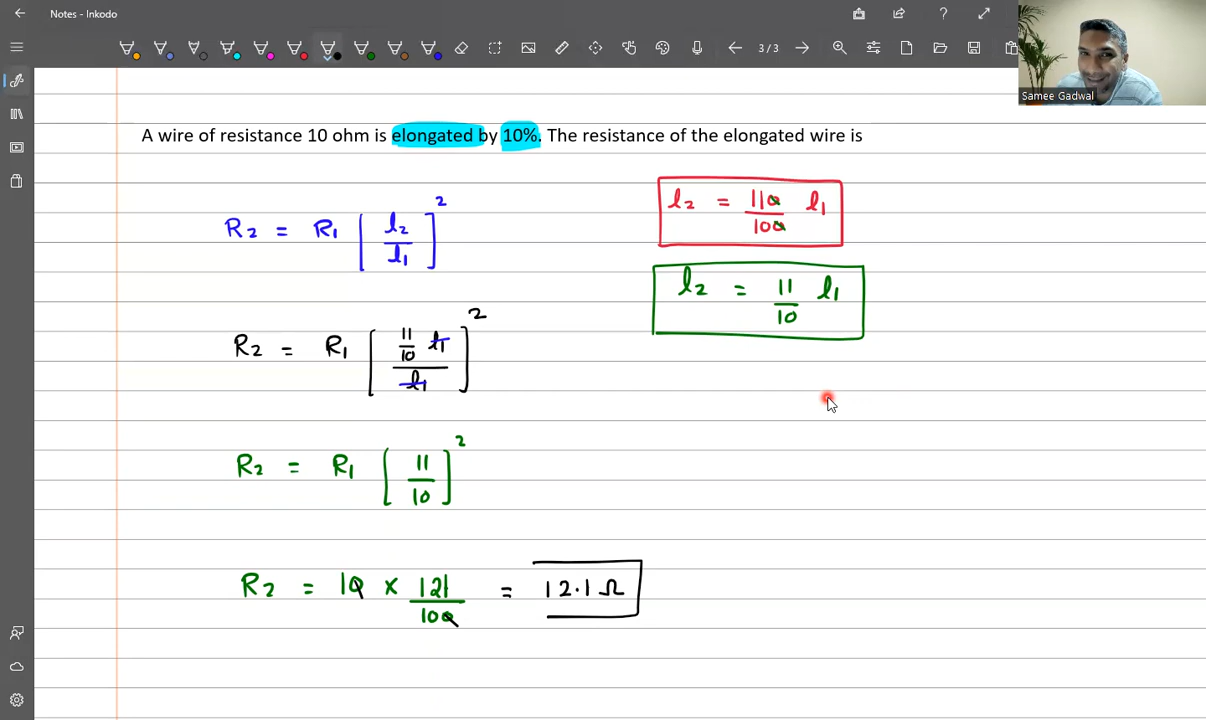 Notes - Inkodo
3/3
Samee Gadwal
A wire of resistance 10 ohm is elongated by 10%. The resistance of the elongated wire is
l₂ = 110/100 l₁
R₂ = R₁ [l₂/l₁]²
l₂ = 11/10 l₁
R₂ = R₁ [11/10 l₁/l₁]²
R₂ = R₁ [11/10]²
R₂ = 10 × 121/100 = 12.1 Ω